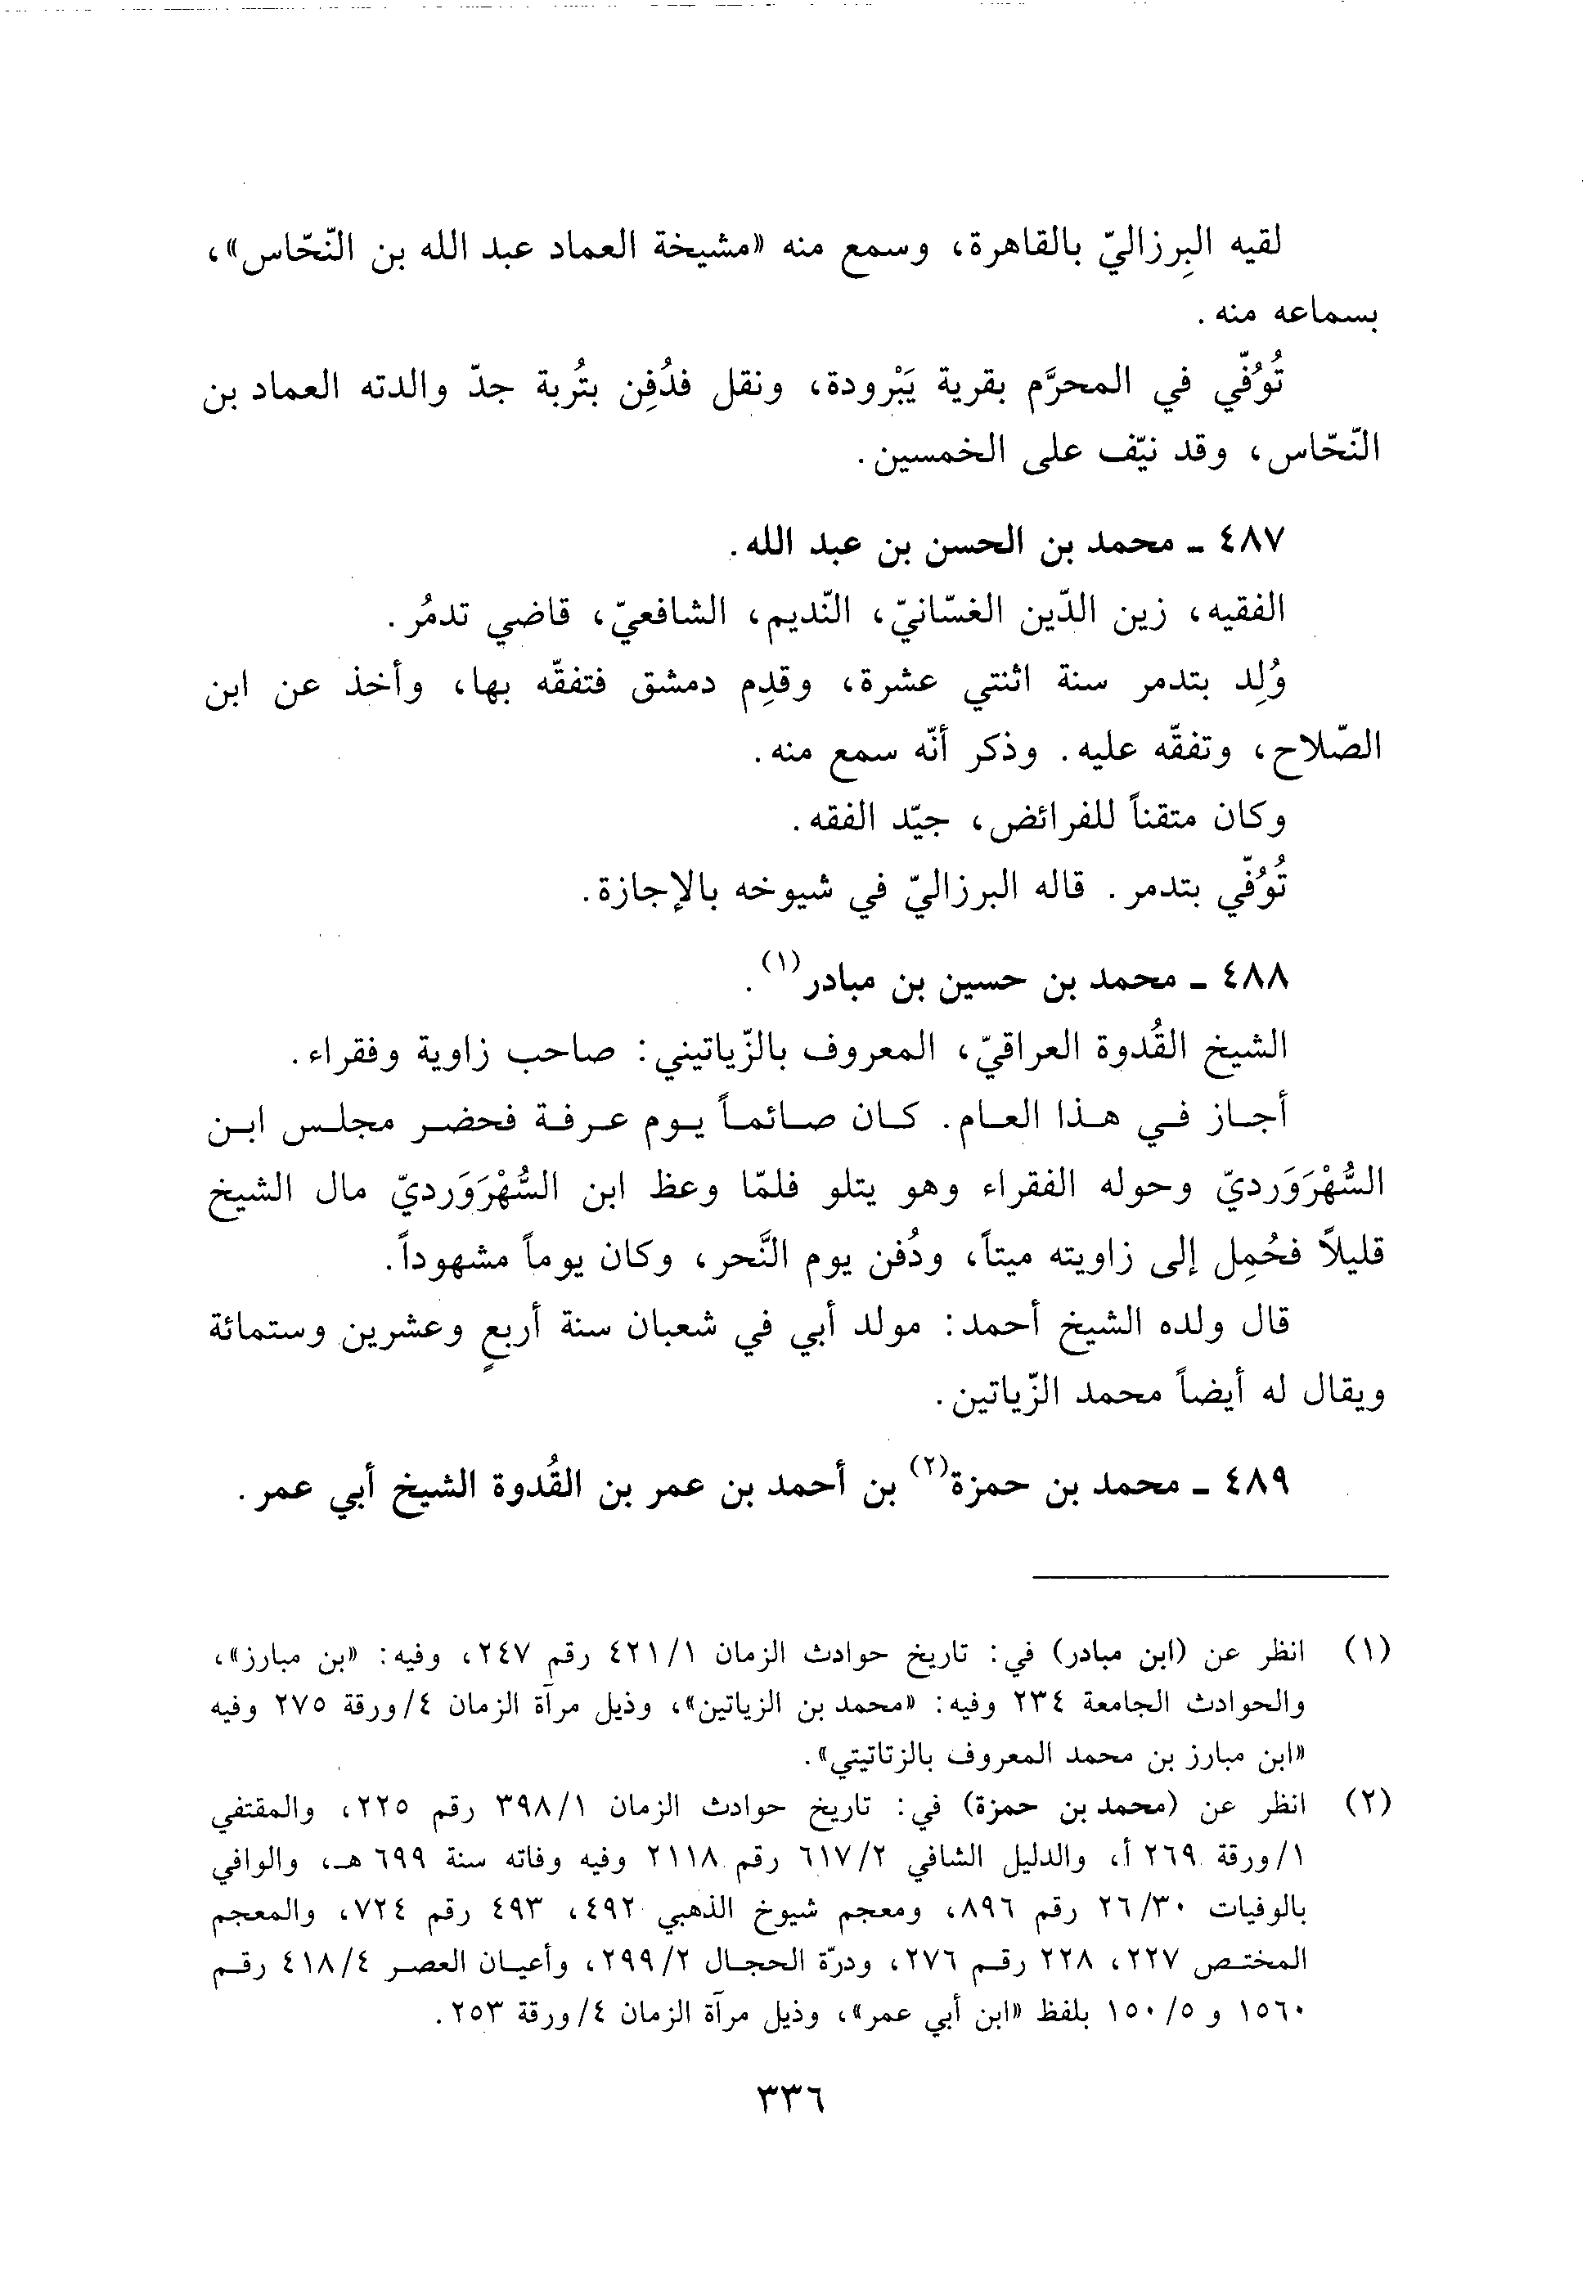 لقيه البِرزاليّ بالقاهرة، وسمع منه «مشيخة العماد عبد الله بن النّحّاس»،
بسماعه منه.
تُوُفّي في المحرَّم بقرية يَبْرودة، ونقل فدُفِن بتُربة جدّ والدته العماد بن
النّحّاس، وقد نيّف على الخمسين.
٤٨٧ ـ محمد بن الحسن بن عبد الله.
الفقيه، زين الدّين الغسّانيّ، النّديم، الشافعيّ، قاضي تدمُر.
وُلِد بتدمر سنة اثنتي عشرة، وقدِم دمشق فتفقّه بها، وأخذ عن ابن
الصّلاح، وتفقّه عليه. وذكر أنّه سمع منه.
وكان متقناً للفرائض، جيّد الفقه.
تُوُفّي بتدمر. قاله البرزاليّ في شيوخه بالإجازة.
٤٨٨ ـ محمد بن حسين بن مبادر(١).
الشيخ القُدوة العراقيّ، المعروف بالزّياتيني: صاحب زاوية وفقراء.
أجاز في هذا العام. كان صائماً يوم عرفة فحضر مجلس ابن
السُّهْرَوَرديّ وحوله الفقراء وهو يتلو فلمّا وعظ ابن السُّهْرَوَرديّ مال الشيخ
قليلاً فحُمِل إلى زاويته ميتاً، ودُفن يوم النَّحر، وكان يوماً مشهوداً.
قال ولده الشيخ أحمد: مولد أبي في شعبان سنة أربعٍ وعشرين وستمائة
ويقال له أيضاً محمد الزّياتين.
٤٨٩ ـ محمد بن حمزة(٢) بن أحمد بن عمر بن القُدوة الشيخ أبي عمر.
(١) انظر عن (ابن مبادر) في: تاريخ حوادث الزمان ٤٢١/١ رقم ٢٤٧، وفيه: «بن مبارز»،
والحوادث الجامعة ٢٣٤ وفيه: «محمد بن الزياتين»، وذيل مرآة الزمان ٤/ورقة ٢٧٥ وفيه
«ابن مبارز بن محمد المعروف بالزتاتيتي».
(٢) انظر عن (محمد بن حمزة) في: تاريخ حوادث الزمان ٣٩٨/١ رقم ٢٢٥، والمقتفي
١/ورقة ٢٦٩ أ، والدليل الشافي ٦١٧/٢ رقم ٢١١٨ وفيه وفاته سنة ٦٩٩ هـ، والوافي
بالوفيات ٢٦/٣٠ رقم ٨٩٦، ومعجم شيوخ الذهبي ٤٩٢، ٤٩٣ رقم ٧٢٤، والمعجم
المختص ٢٢٧، ٢٢٨ رقم ٢٧٦، ودرّة الحجال ٢٩٩/٢، وأعيان العصر ٤١٨/٤ رقم
١٥٦٠ و ١٥٠/٥ بلفظ «ابن أبي عمر»، وذيل مرآة الزمان ٤/ورقة ٢٥٣.
٣٣٦